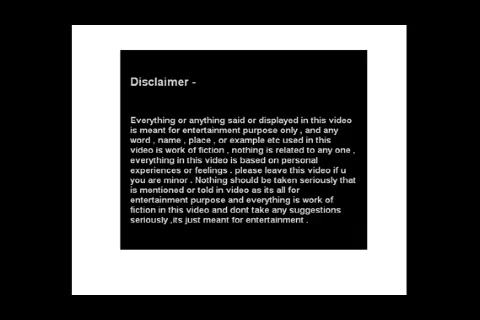 Disclaimer -
Everything or anything said or displayed in this video
is meant for entertainment purpose only , and any
word , name , place , or example etc used in this
video is work of fiction , nothing is related to any one ,
everything in this video is based on personal
experiences or feelings . please leave this video if u
you are minor . Nothing should be taken seriously that
is mentioned or told in video as its all for
entertainment purpose and everything is work of
fiction in this video and dont take any suggestions
seriously ,its just meant for entertainment .